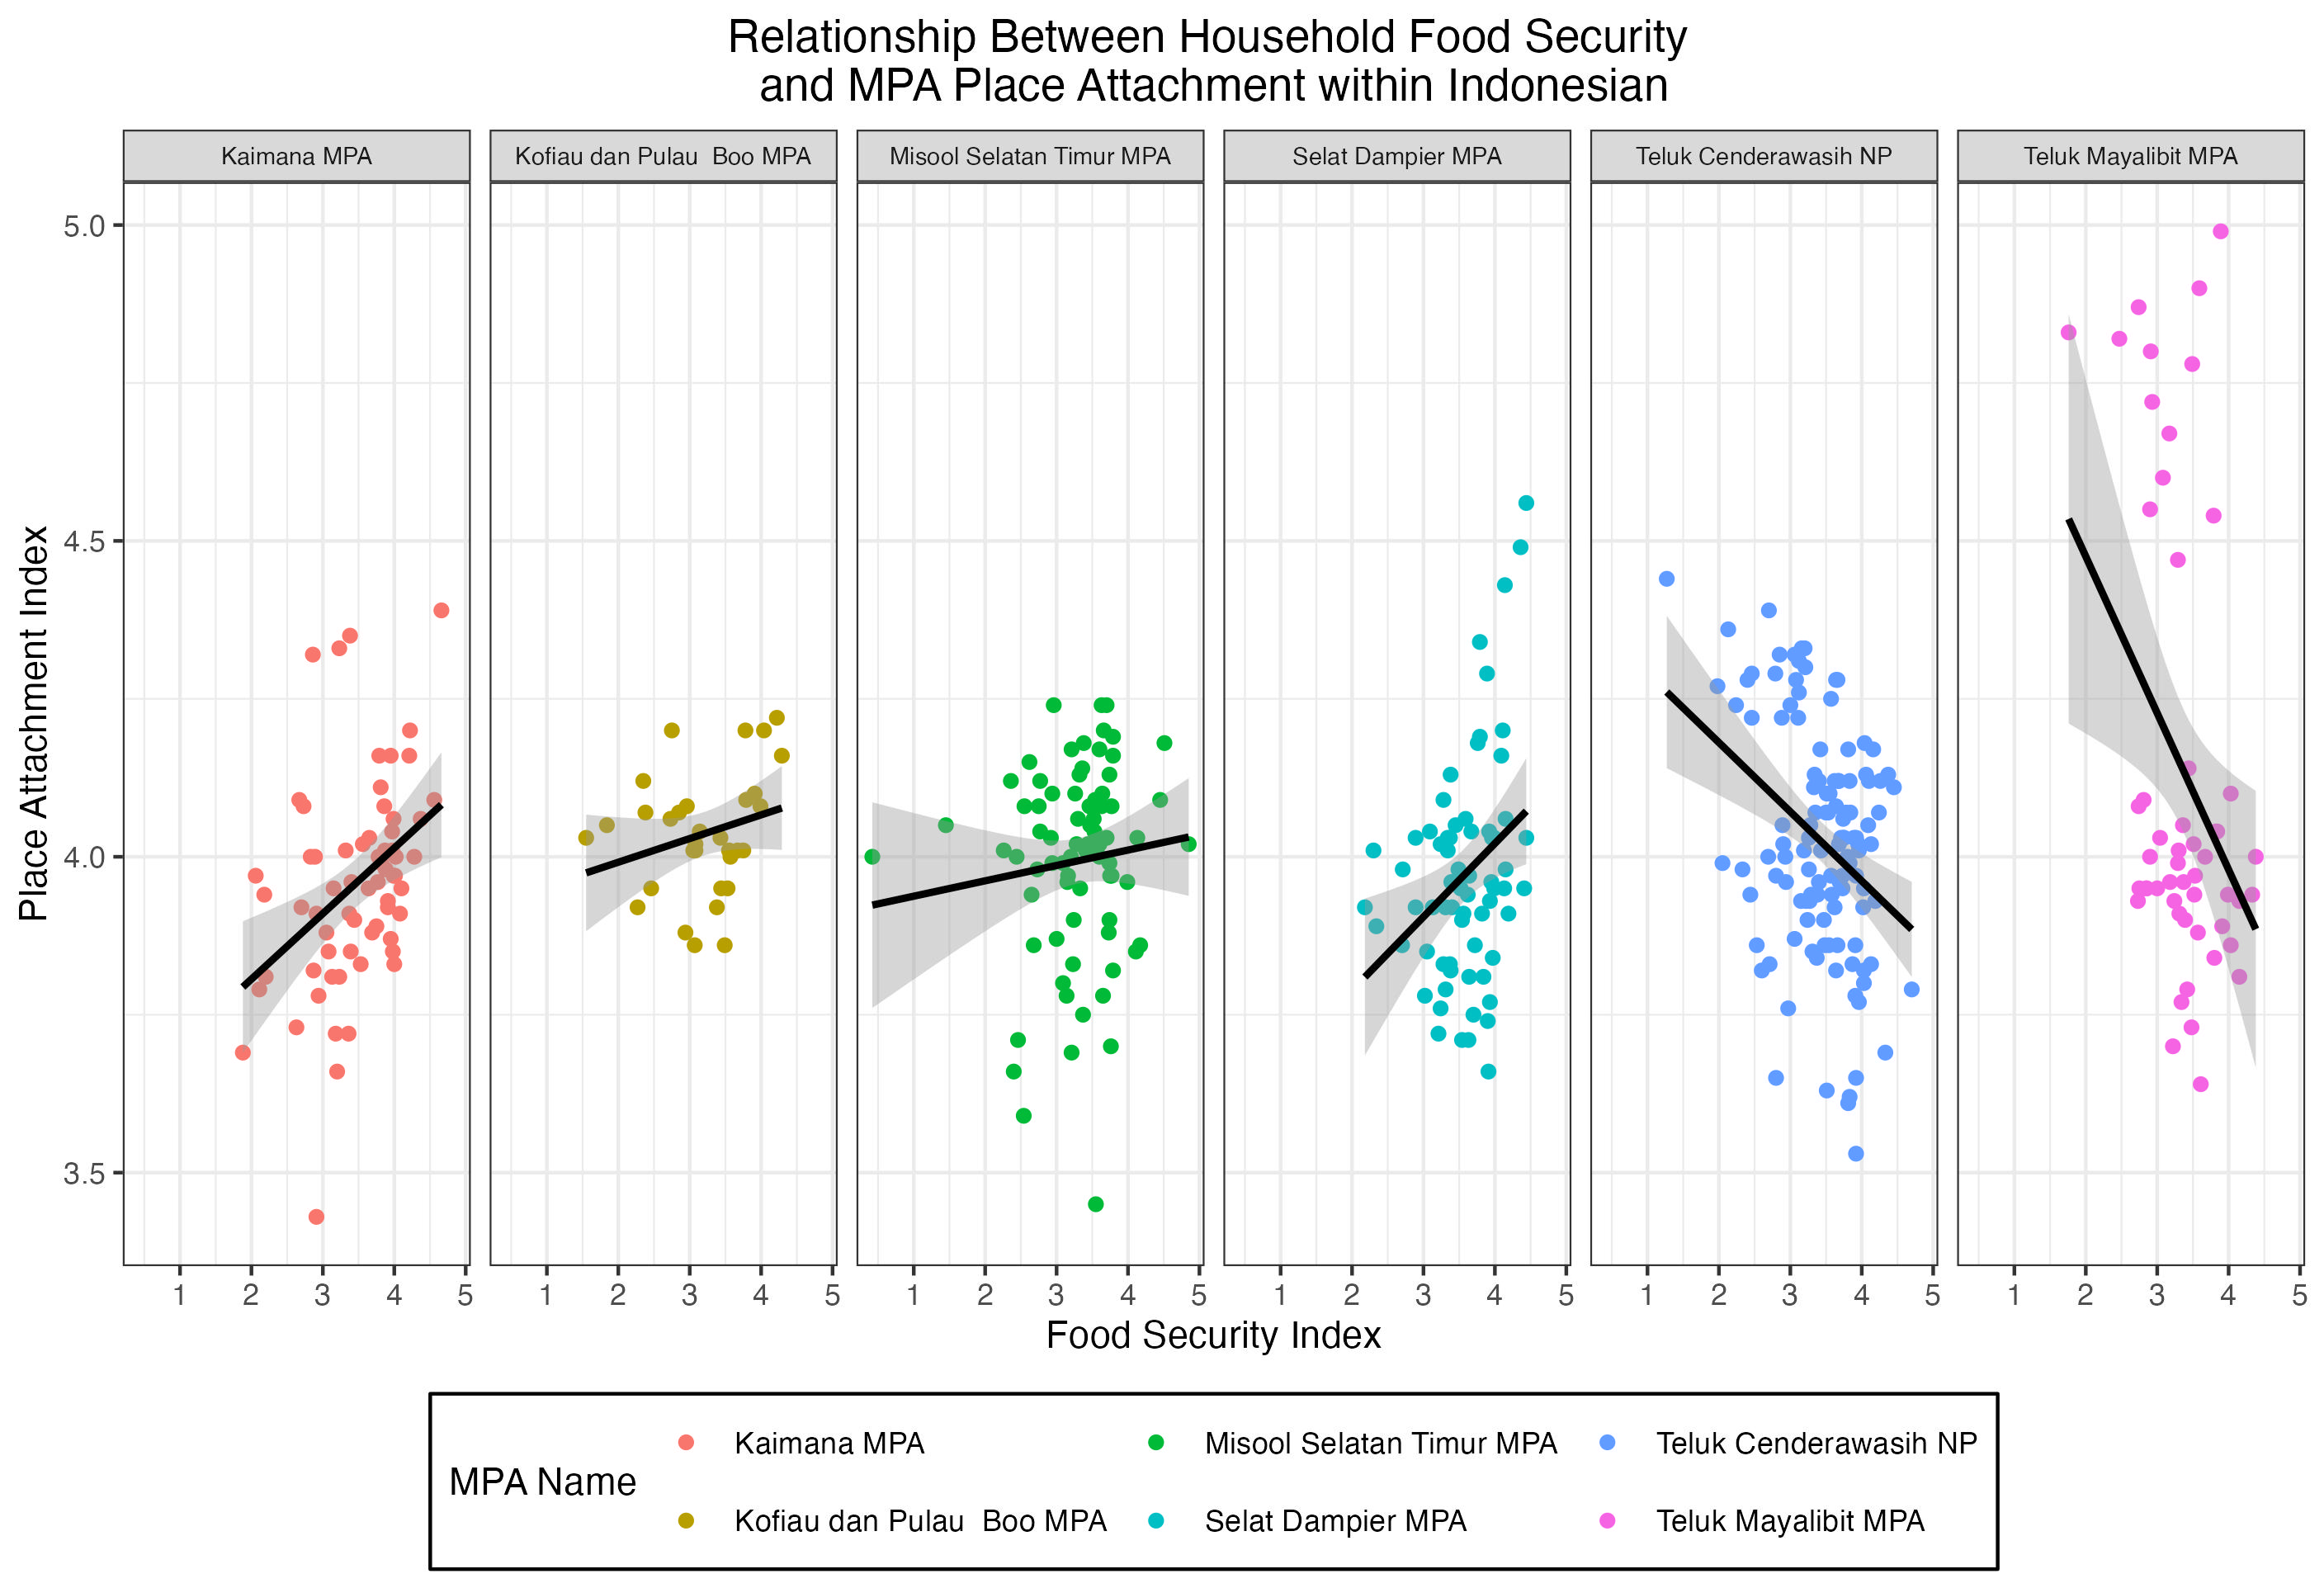 Relationship Between Household Food Security
and MPA Place Attachment within Indonesian
Kaimana MPA
Kofiau dan Pulau  Boo MPA
Misool Selatan Timur MPA
Selat Dampier MPA
Teluk Cenderawasih NP
Teluk Mayalibit MPA
Place Attachment Index
5.0
4.5
4.0
3.5
1 2 3 4 5
1 2 3 4 5
1 2 3 4 5
1 2 3 4 5
1 2 3 4 5
1 2 3 4 5
Food Security Index
MPA Name
Kaimana MPA
Kofiau dan Pulau  Boo MPA
Misool Selatan Timur MPA
Selat Dampier MPA
Teluk Cenderawasih NP
Teluk Mayalibit MPA